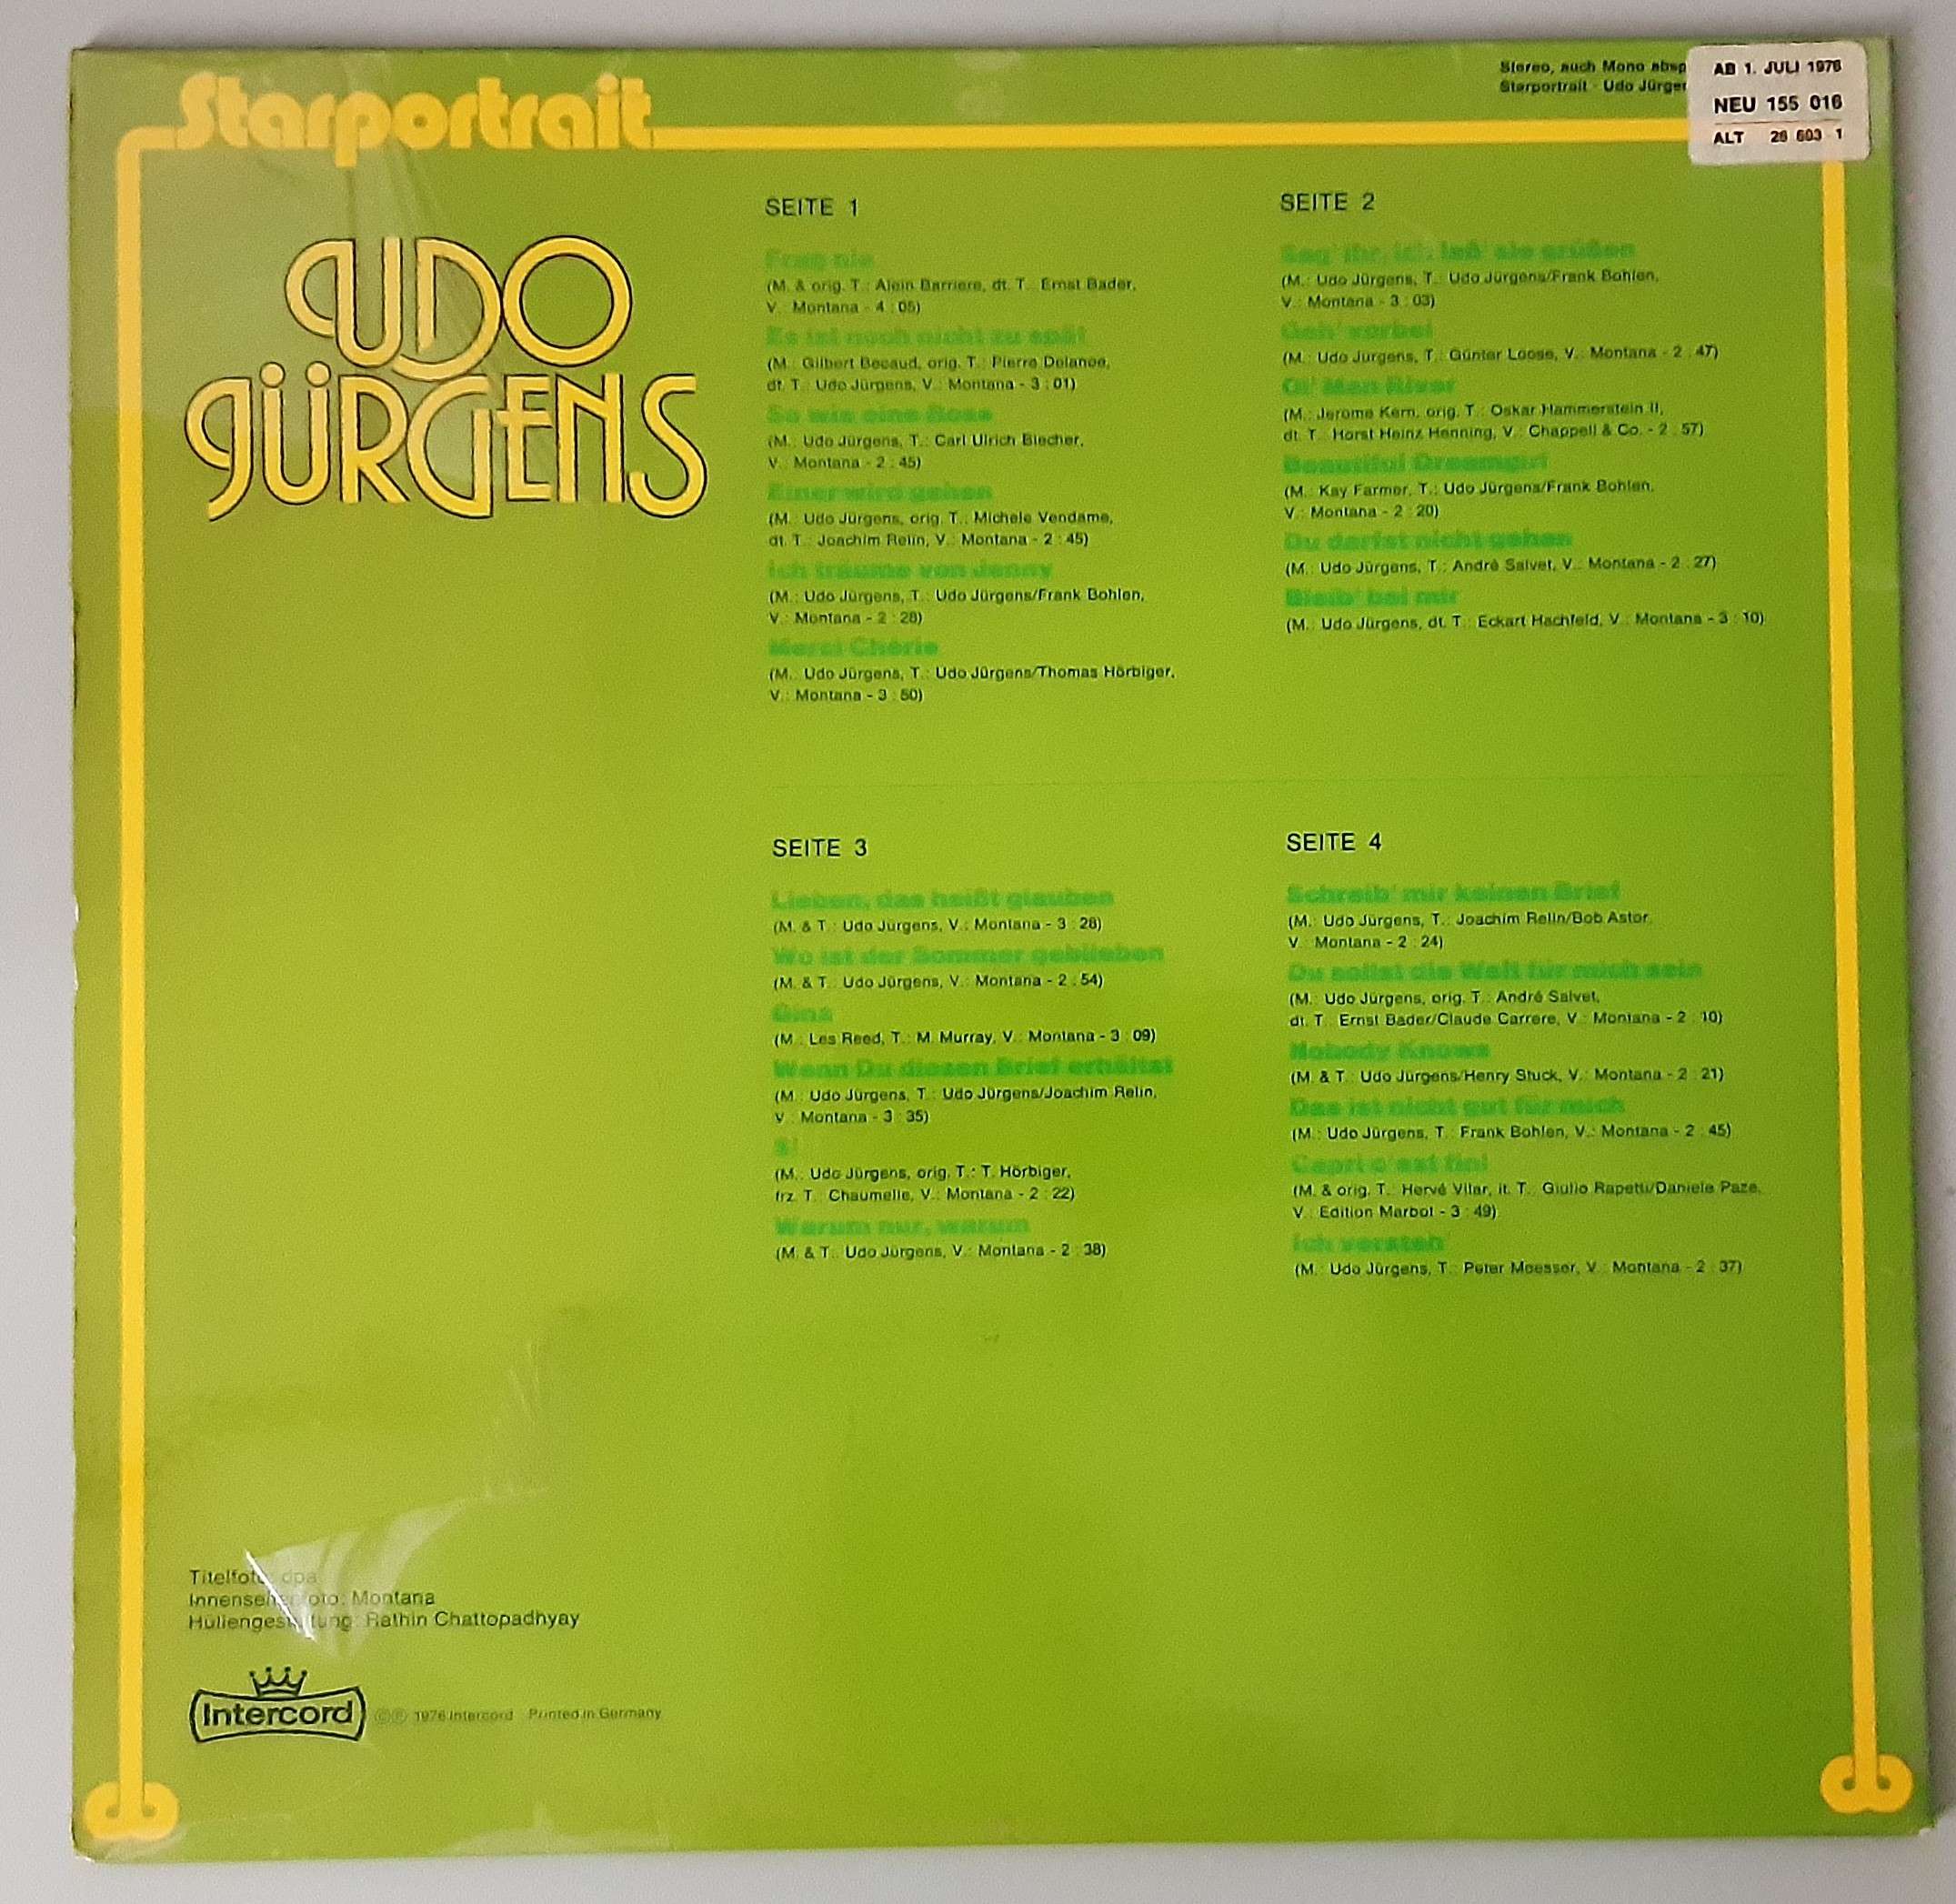 Starportrait
Stereo, auch Mono absp
Starportrait · Udo Jürgen
AB 1. JULI 1976
NEU 155 016
ALT 26 603 1
UDO
JÜRGENS
SEITE 1
Frag nie
(M. & orig. T.: Alain Barriere, dt. T.: Ernst Bader,
V.: Montana - 4 : 05)
Es ist noch nicht zu spät
(M.: Gilbert Becaud, orig. T.: Pierre Delanoe,
dt. T.: Udo Jürgens, V.: Montana - 3 : 01)
So wie eine Rose
(M.: Udo Jürgens, T.: Carl Ulrich Blecher,
V.: Montana - 2 : 45)
Einer wird gehen
(M.: Udo Jürgens, orig. T.: Michele Vendame,
dt. T.: Joachim Relin, V.: Montana - 2 : 45)
Ich träume von Jenny
(M.: Udo Jürgens, T.: Udo Jürgens/Frank Bohlen,
V.: Montana - 2 : 28)
Merci Chérie
(M.: Udo Jürgens, T.: Udo Jürgens/Thomas Hörbiger,
V.: Montana - 3 : 50)
SEITE 2
Sag' ihr, ich laß' sie grüßen
(M.: Udo Jürgens, T.: Udo Jürgens/Frank Bohlen,
V.: Montana - 3 : 03)
Geh' vorbei
(M.: Udo Jurgens, T.: Günter Loose, V.: Montana - 2 : 47)
Ol' Man River
(M.: Jerome Kern, orig. T.: Oskar Hammerstein II,
dt. T.: Horst Heinz Henning, V.: Chappell & Co. - 2 : 57)
Beautiful Dreamgirl
(M.: Kay Farmer, T.: Udo Jürgens/Frank Bohlen,
V.: Montana - 2 : 20)
Du darfst nicht gehen
(M.: Udo Jürgens, T.: André Salvet, V.: Montana - 2 : 27)
Bleib' bei mir
(M.: Udo Jürgens, dt. T.: Eckart Hachfeld, V.: Montana - 3 : 10)
SEITE 3
Lieben, das heißt glauben
(M. & T.: Udo Jürgens, V.: Montana - 3 : 28)
Wo ist der Sommer geblieben
(M. & T.: Udo Jürgens, V.: Montana - 2 : 54)
Gina
(M.: Les Reed, T.: M. Murray, V.: Montana - 3 : 09)
Wenn Du diesen Brief erhältst
(M.: Udo Jürgens, T.: Udo Jürgens/Joachim Relin,
V.: Montana - 3 : 35)
(M.: Udo Jürgens, orig. T.: T. Hörbiger,
frz. T.: Chaumelle, V.: Montana - 2 : 22)
Warum nur, warum
(M. & T.: Udo Jürgens, V.: Montana - 2 : 38)
SEITE 4
Schreib' mir keinen Brief
(M.: Udo Jürgens, T.: Joachim Relin/Bob Astor,
V.: Montana - 2 : 24)
Du sollst die Welt für mich sein
(M.: Udo Jürgens, orig. T.: André Salvet,
dt. T.: Ernst Bader/Claude Carrere, V.: Montana - 2 : 10)
Nobody Knows
(M. & T.: Udo Jürgens/Henry Stuck, V.: Montana - 2 : 21)
Das ist nicht gut für mich
(M.: Udo Jürgens, T.: Frank Bohlen, V.: Montana - 2 : 45)
Capri c'est fini
(M. & orig. T.: Hervé Vilar, it. T.: Giulio Rapetti/Daniele Pace,
V.: Edition Marbot - 3 : 49)
Ich versteh'
(M.: Udo Jürgens, T.: Peter Moesser, V.: Montana - 2 : 37)
Titelfoto: dpa
Montana
Rathin Chattopadhyay
Intercord
©℗ 1976 Intercord · Printed in Germany